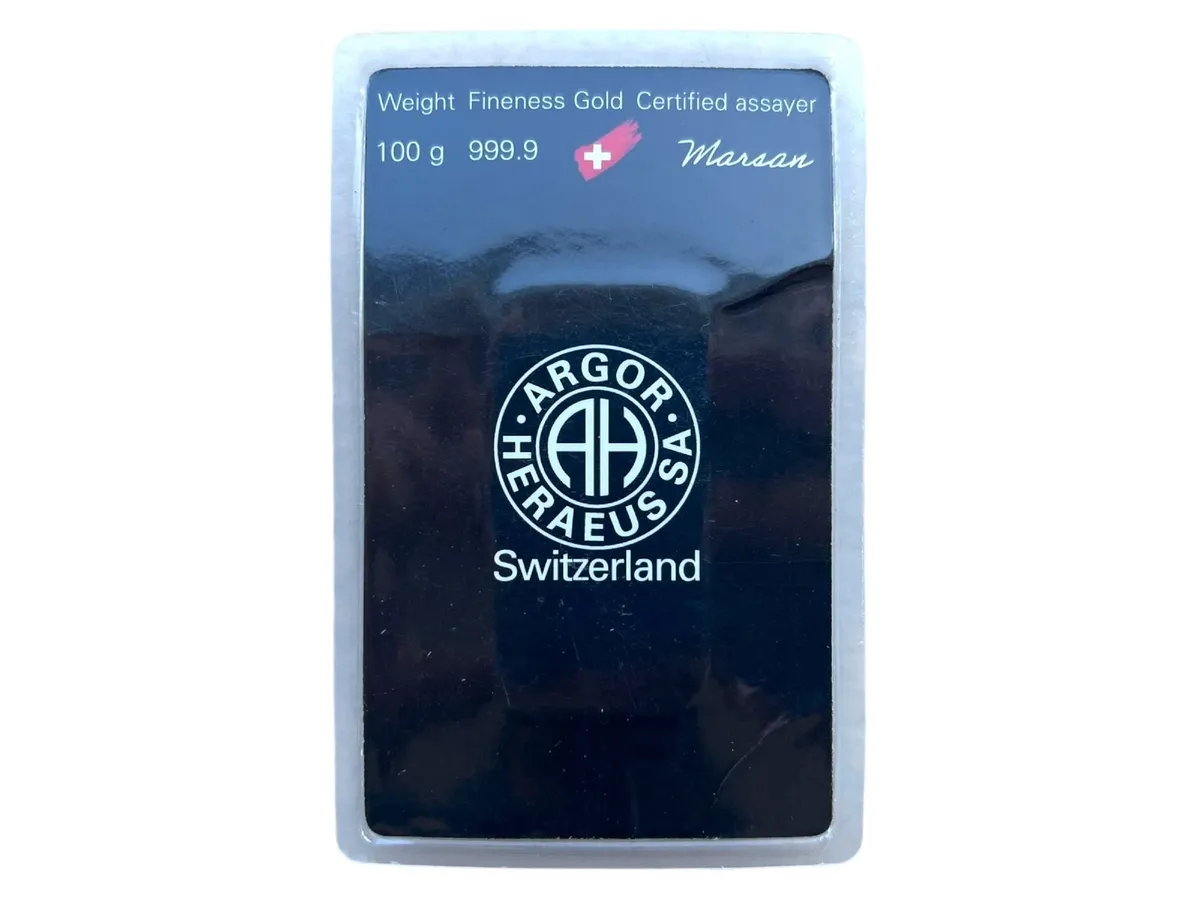 Weight Fineness Gold Certified assayer
100 g 999.9 Marsan
ARGOR
HERAEUS SA
AH
Switzerland